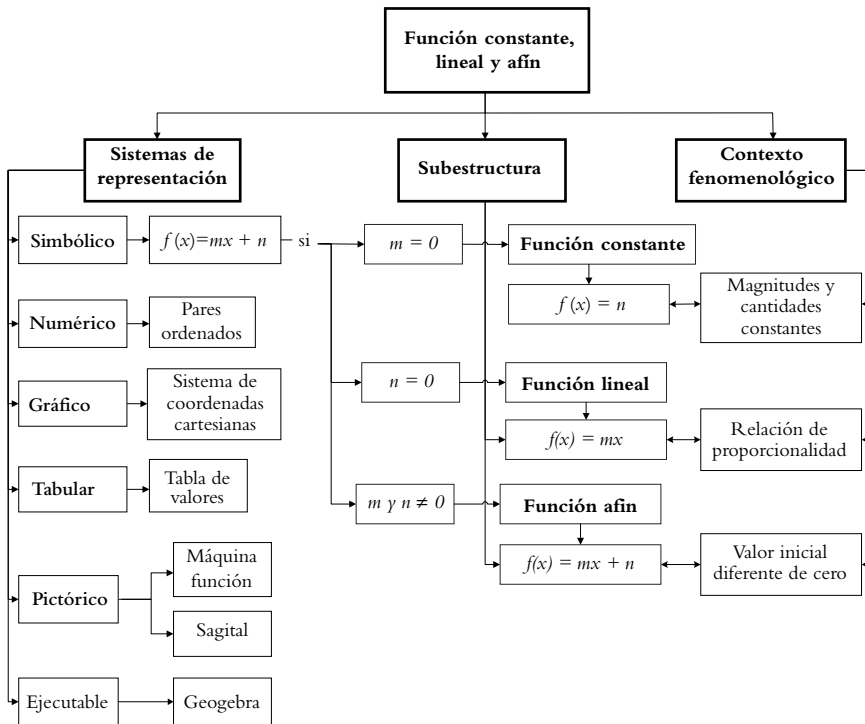 Función constante,
lineal y afín
Sistemas de
representación
Subestructura
Contexto
fenomenológico
Simbólico
f (x)=mx + n
si
m = 0
Función constante
f (x) = n
Magnitudes y
cantidades
constantes
Numérico
Pares
ordenados
n = 0
Función lineal
Gráfico
Sistema de
coordenadas
cartesianas
f(x) = mx
Relación de
proporcionalidad
Tabular
Tabla de
valores
m y n ≠ 0
Función afin
f(x) = mx + n
Valor inicial
diferente de cero
Pictórico
Máquina
función
Sagital
Ejecutable
Geogebra